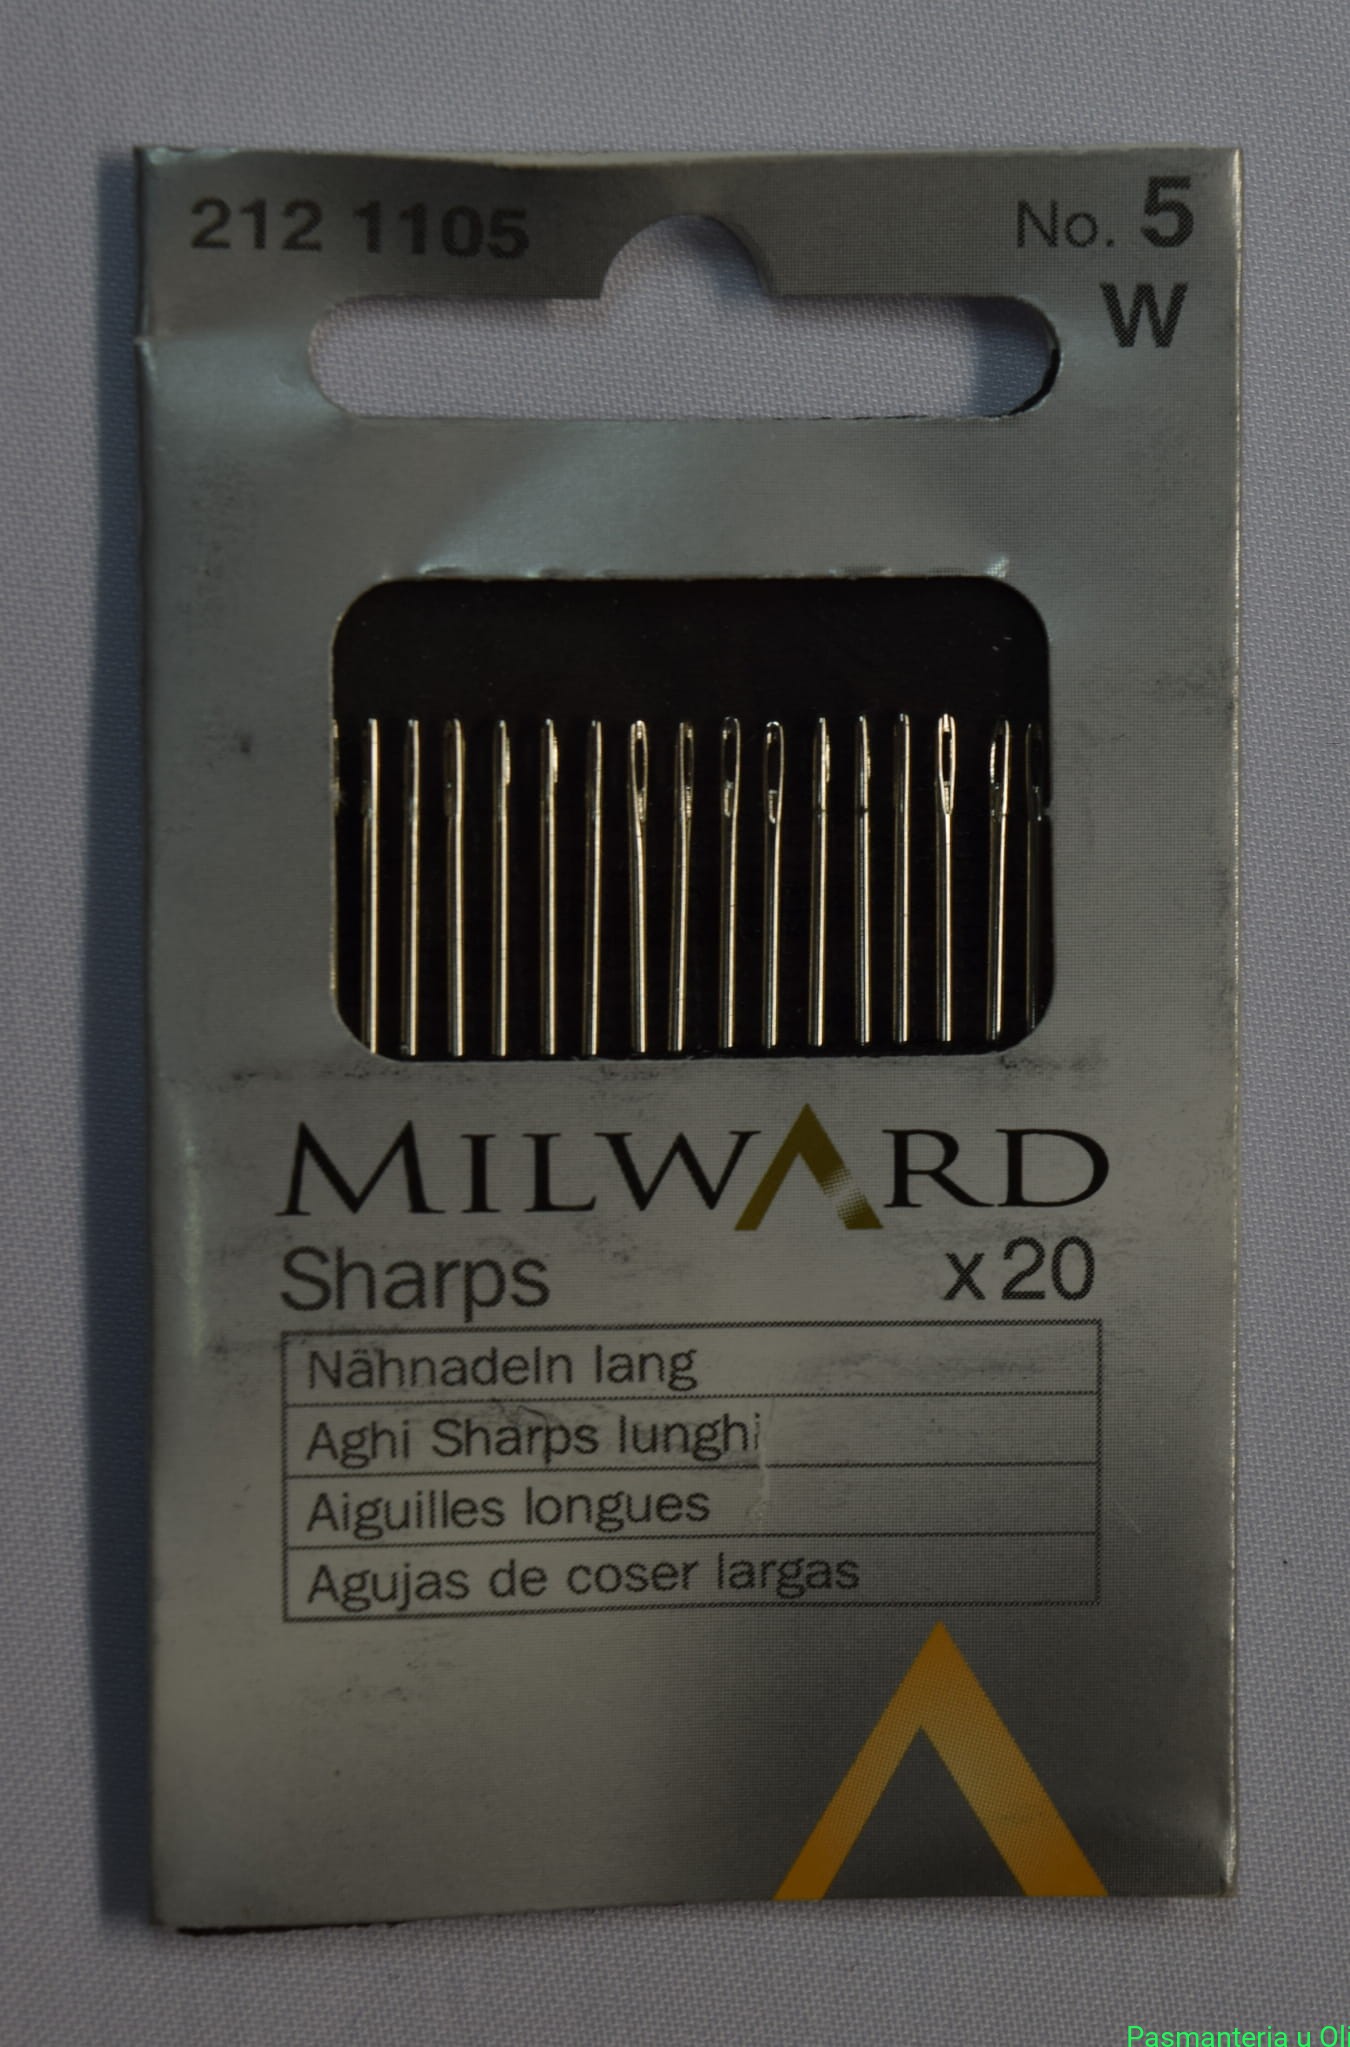 212 1105
No. 5
W
MILWARD
Sharps x20
Nähnadeln lang
Aghi Sharps lunghi
Aiguilles longues
Agujas de coser largas
Pasmanteria u Oli